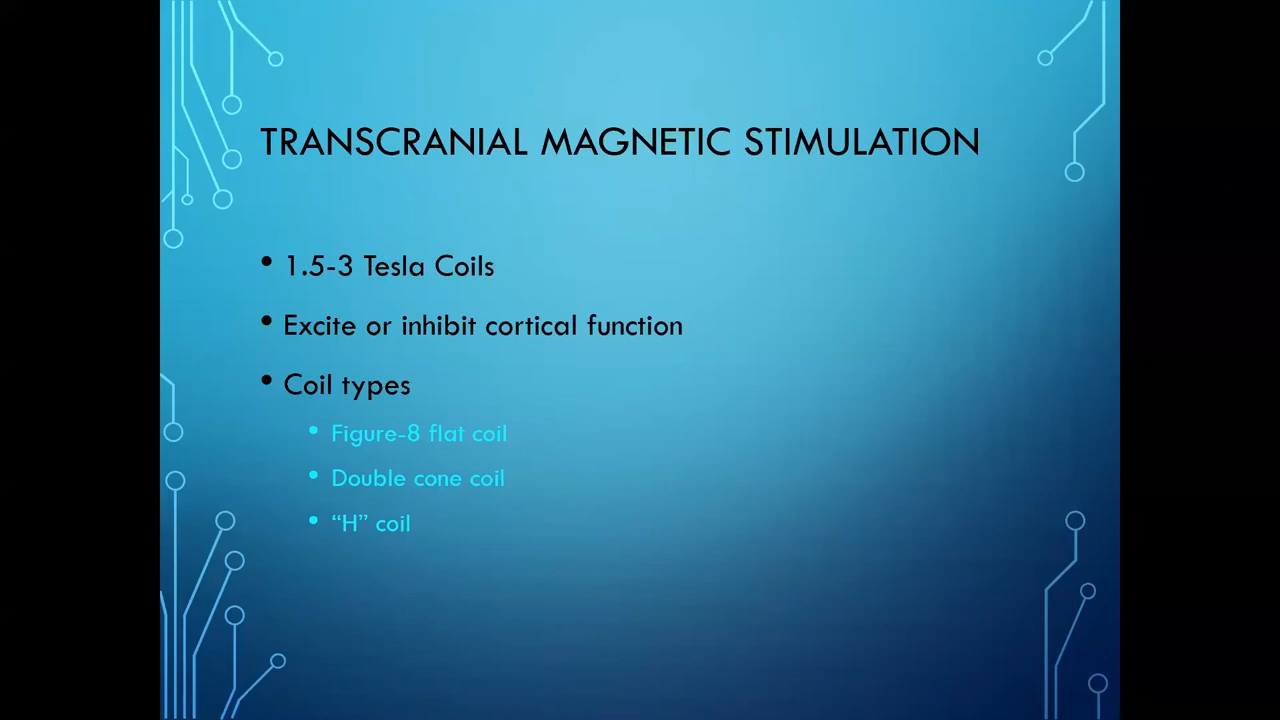 TRANSCRANIAL MAGNETIC STIMULATION
• 1.5-3 Tesla Coils
• Excite or inhibit cortical function
• Coil types
• Figure-8 flat coil
• Double cone coil
• “H” coil